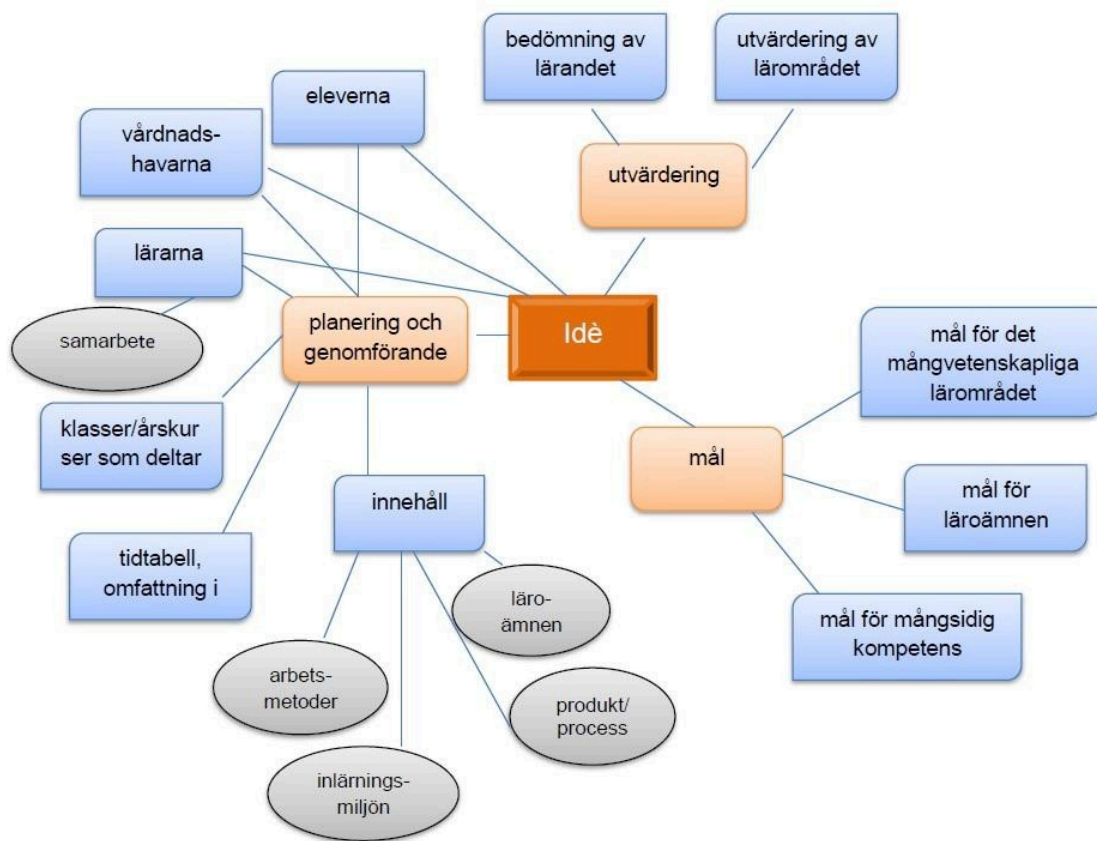 bedömning av
lärandet
utvärdering av
lärområdet
eleverna
vårdnads-
havarna
utvärdering
lärarna
samarbete
planering och
genomförande
Idè
mål för det
mångvetenskapliga
lärområdet
klasser/årskur
ser som deltar
mål
innehåll
mål för
läroämnen
tidtabell,
omfattning i
läro-
ämnen
mål för mångsidig
kompetens
arbets-
metoder
produkt/
process
inlärnings-
miljön